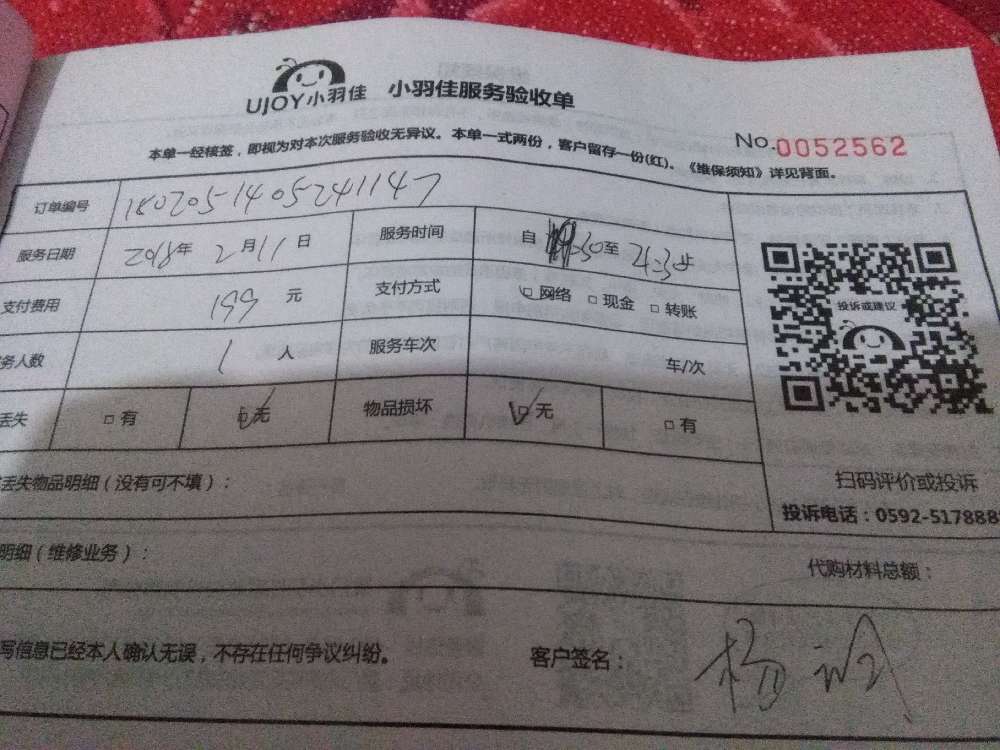 UJOY小羽佳 小羽佳服务验收单
No.0052562
本单一经核签，即视为对本次服务验收无异议。本单一式两份，客户留存一份(红)。《维保须知》详见背面。
订单编号 1802051405241147
服务日期 2018年 2月11日 服务时间 自 至 止
支付费用 199 元 支付方式 网络 □ 现金 □ 转账
务人数 1 人 服务车次 车/次
丢失 □ 有 无 物品损坏 无 □ 有
投诉或建议
扫码评价或投诉
投诉电话：0592-5178888
丢失物品明细（没有可不填）：
明细（维修业务）： 代购材料总额：
写信息已经本人确认无误，不存在任何争议纠纷。 客户签名： 杨